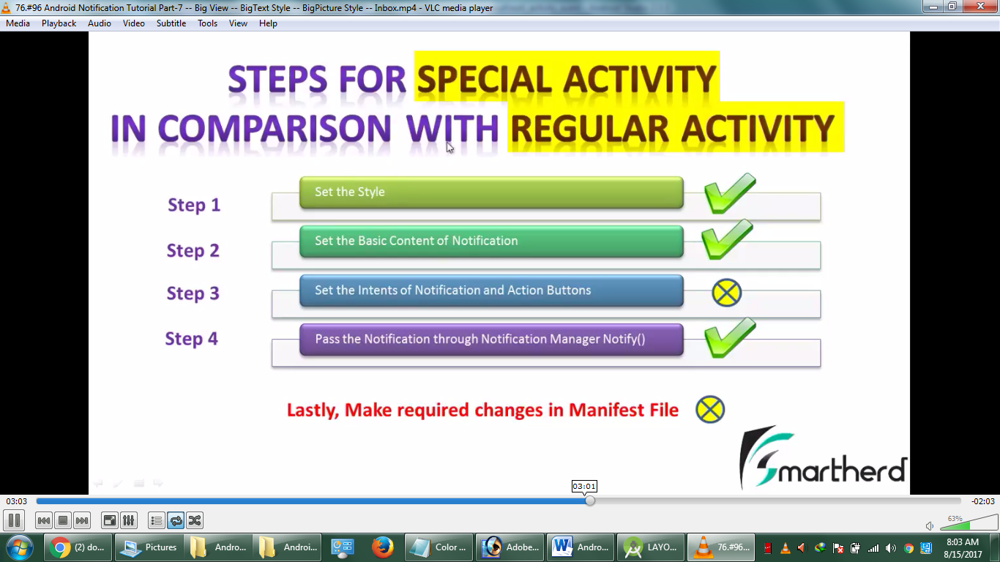 76.#96 Android Notification Tutorial Part-7 -- Big View -- BigText Style -- BigPicture Style -- Inbox.mp4 - VLC media player
Media Playback Audio Video Subtitle Tools View Help
STEPS FOR SPECIAL ACTIVITY
IN COMPARISON WITH REGULAR ACTIVITY
Step 1 Set the Style
Step 2 Set the Basic Content of Notification
Step 3 Set the Intents of Notification and Action Buttons
Step 4 Pass the Notification through Notification Manager Notify()
Lastly, Make required changes in Manifest File
Smartherd
03:01
03:03 -02:03
63%
(2) do... Pictures Andro... Androi... Color ... Adobe... Andro... LAYO... 76.#96... 8:03 AM
8/15/2017